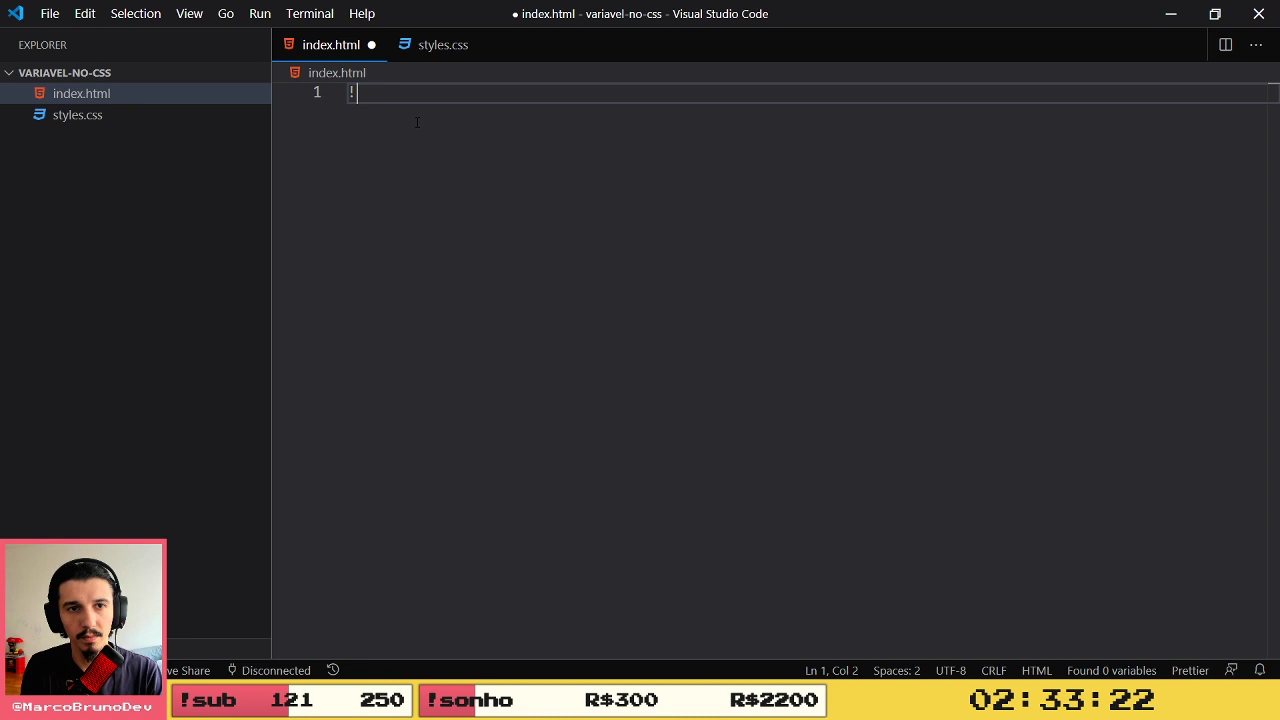 File Edit Selection View Go Run Terminal Help
● index.html - variavel-no-css - Visual Studio Code
EXPLORER
index.html ●
styles.css
VARIAVEL-NO-CSS
index.html
index.html
styles.css
1 !
ve Share
Disconnected
Ln 1, Col 2
Spaces: 2
UTF-8
CRLF
HTML
Found 0 variables
Prettier
@MarcoBrunoDev
!sub 121 250
!sonho R$300 R$2200
02:33:22